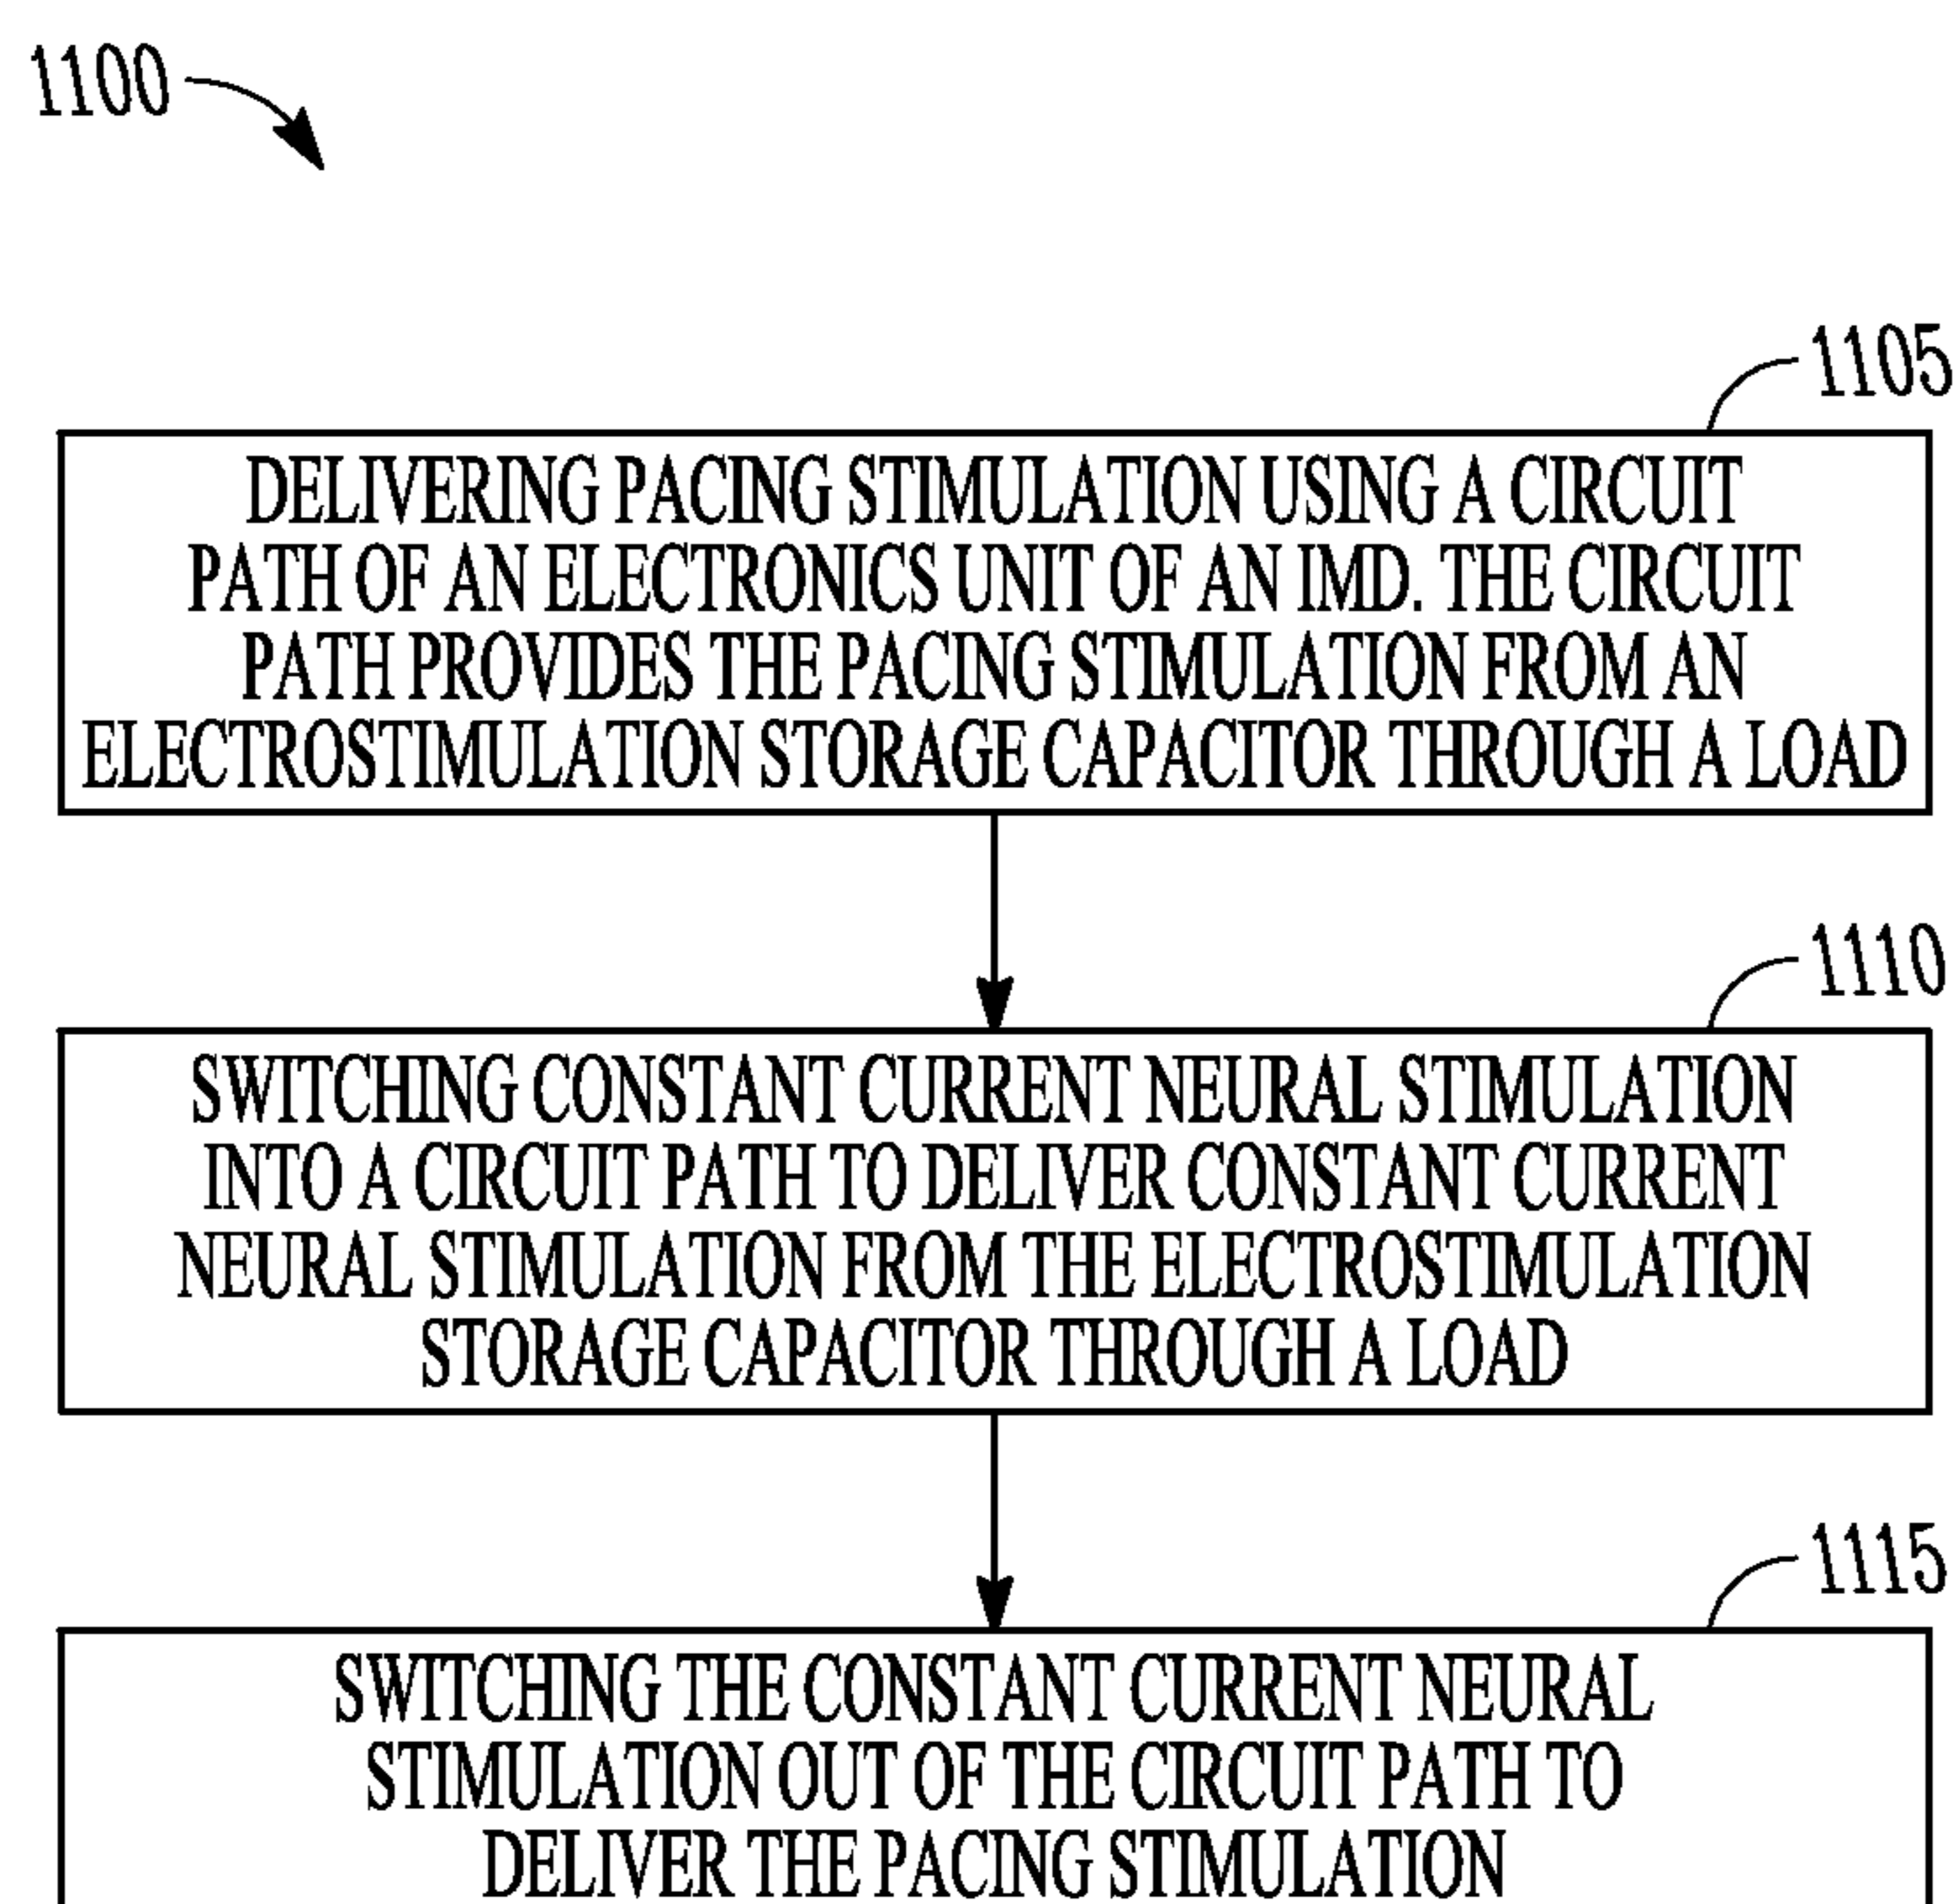 1100
1105
DELIVERING PACING STIMULATION USING A CIRCUIT
PATH OF AN ELECTRONICS UNIT OF AN IMD. THE CIRCUIT
PATH PROVIDES THE PACING STIMULATION FROM AN
ELECTROSTIMULATION STORAGE CAPACITOR THROUGH A LOAD
1110
SWITCHING CONSTANT CURRENT NEURAL STIMULATION
INTO A CIRCUIT PATH TO DELIVER CONSTANT CURRENT
NEURAL STIMULATION FROM THE ELECTROSTIMULATION
STORAGE CAPACITOR THROUGH A LOAD
1115
SWITCHING THE CONSTANT CURRENT NEURAL
STIMULATION OUT OF THE CIRCUIT PATH TO
DELIVER THE PACING STIMULATION